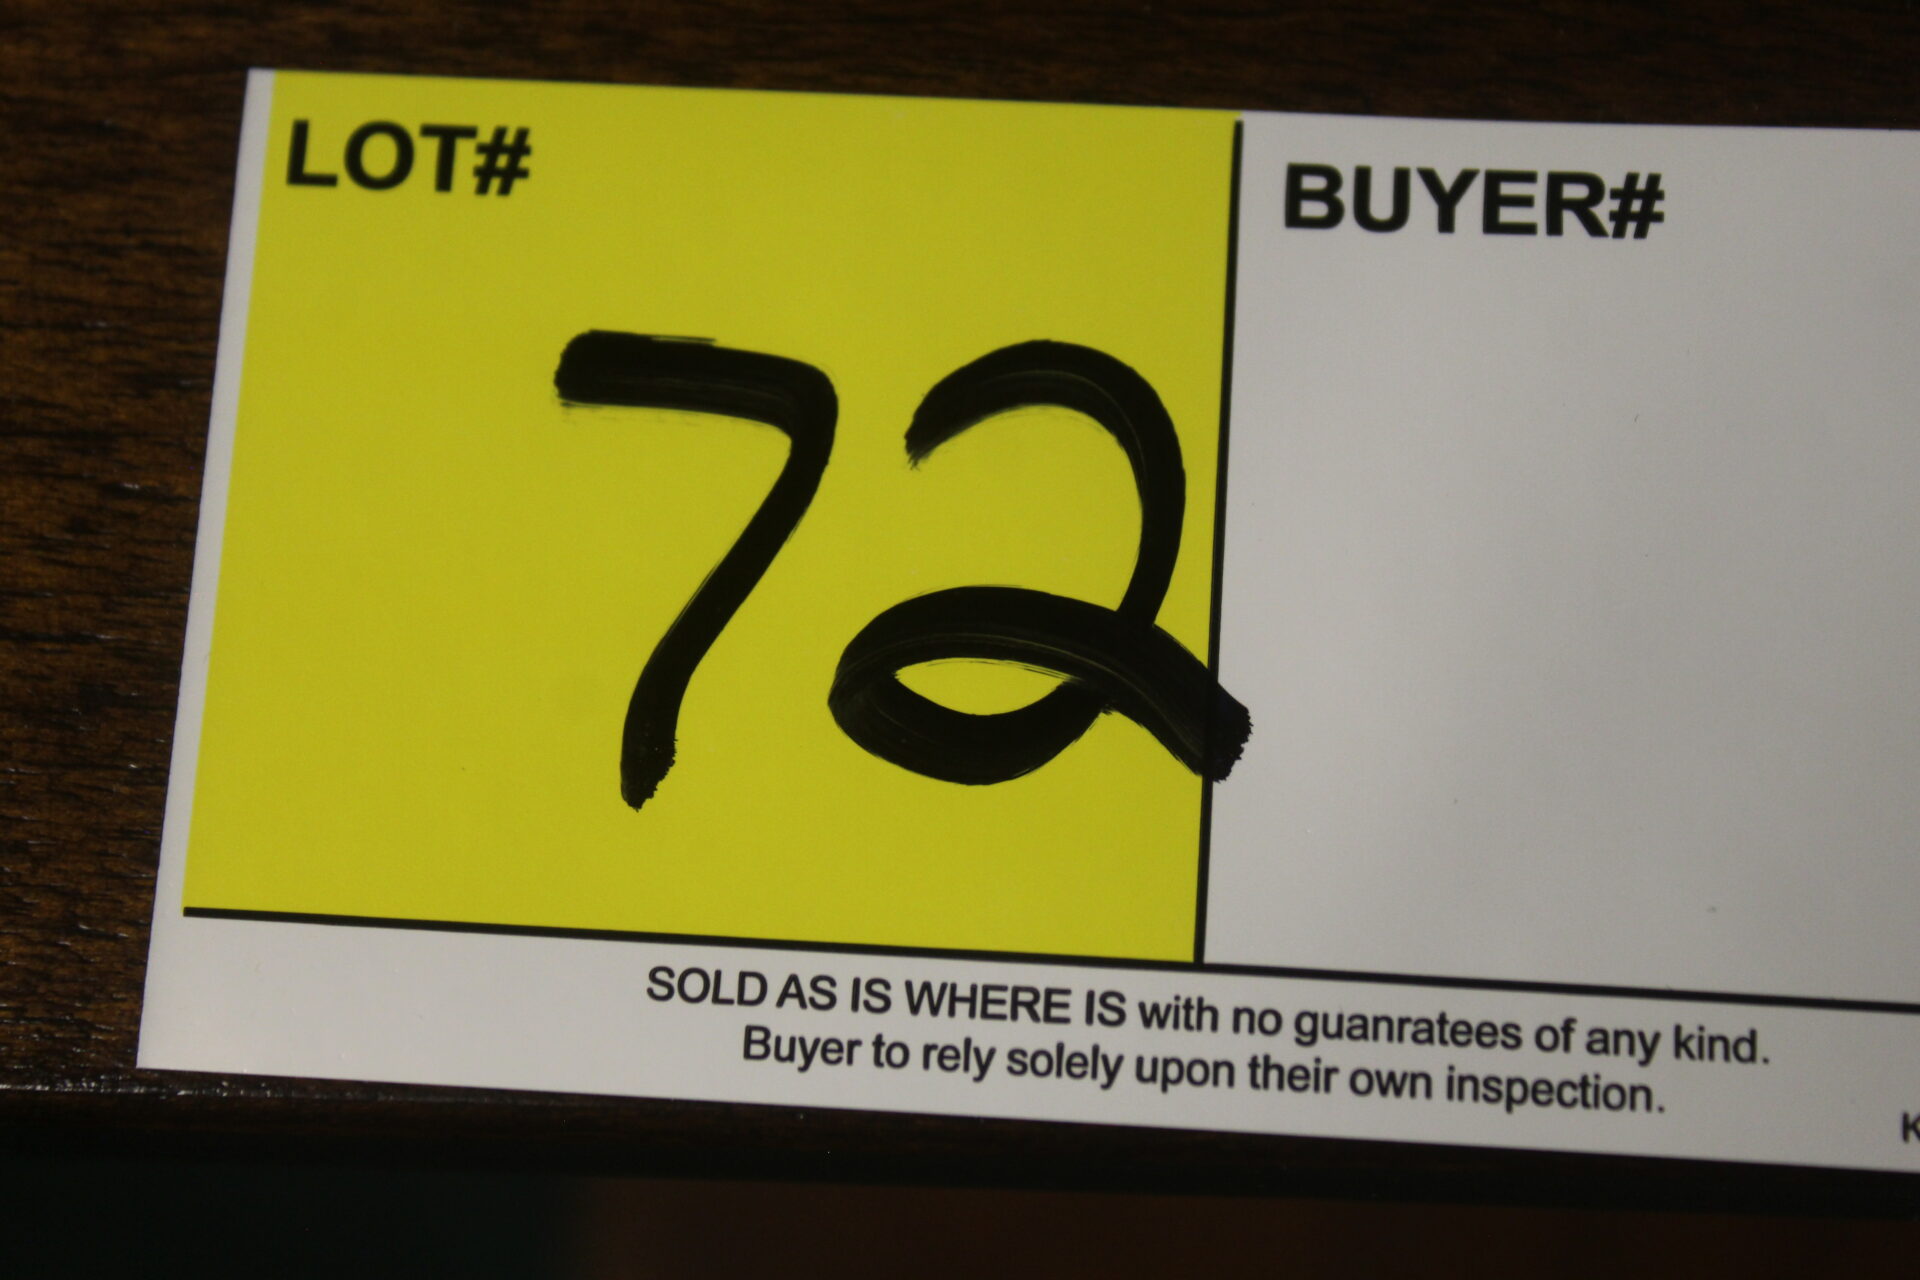 LOT#
BUYER#
72
SOLD AS IS WHERE IS with no guanratees of any kind.
Buyer to rely solely upon their own inspection.
K